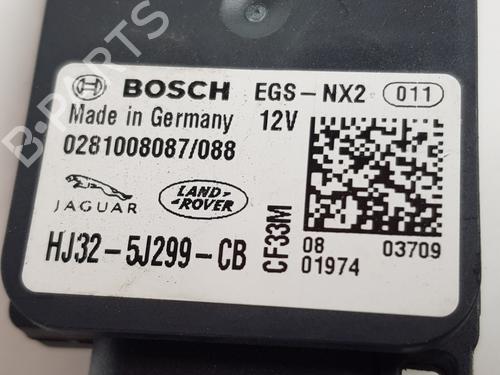 BOSCH EGS-NX2 011
Made in Germany 12V
0281008087/088
JAGUAR LAND-ROVER
HJ32-5J299-CB
CF33M
08 03709
01974
B-PARTS